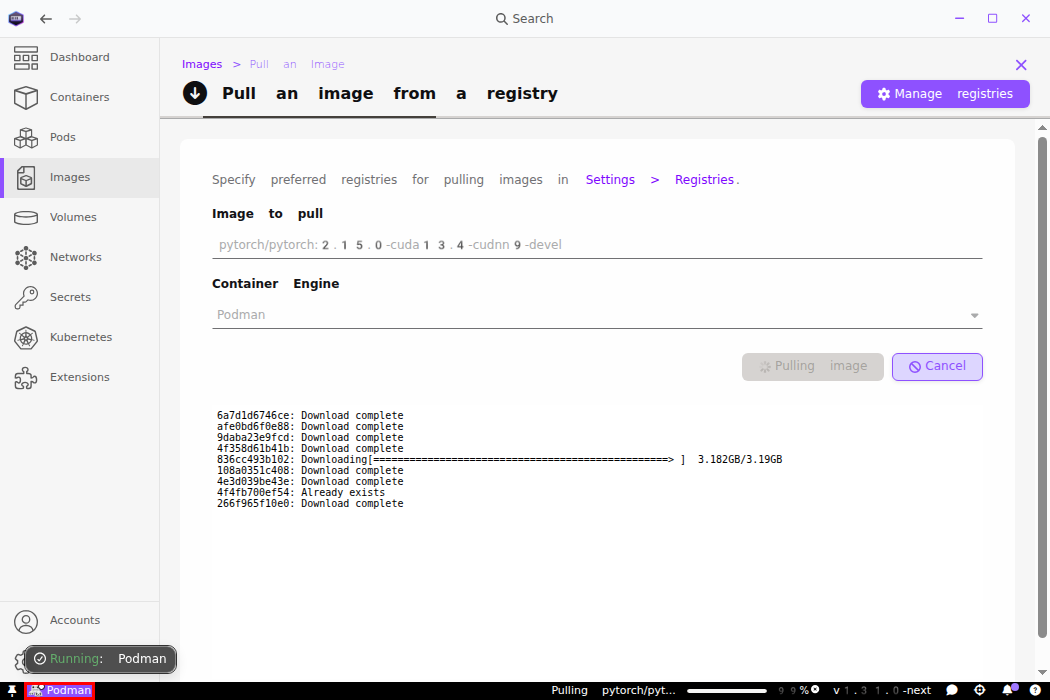 Search
Dashboard
Containers
Pods
Images
Volumes
Networks
Secrets
Kubernetes
Extensions
Accounts
Images > Pull an Image
Pull an image from a registry
Manage registries
Specify preferred registries for pulling images in Settings > Registries.
Image to pull
pytorch/pytorch:2.15.0-cuda13.4-cudnn9-devel
Container Engine
Podman
Pulling image
Cancel
6a7d1d6746ce: Download complete
afe0bd6f0e88: Download complete
9daba23e9fcd: Download complete
4f358d61b41b: Download complete
836cc493b102: Downloading[=================================================> ] 3.182GB/3.19GB
108a0351c408: Download complete
4e3d039be43e: Download complete
4f4fb700ef54: Already exists
266f965f10e0: Download complete
Running: Podman
Podman
Pulling pytorch/pyt... 99% v1.31.0-next